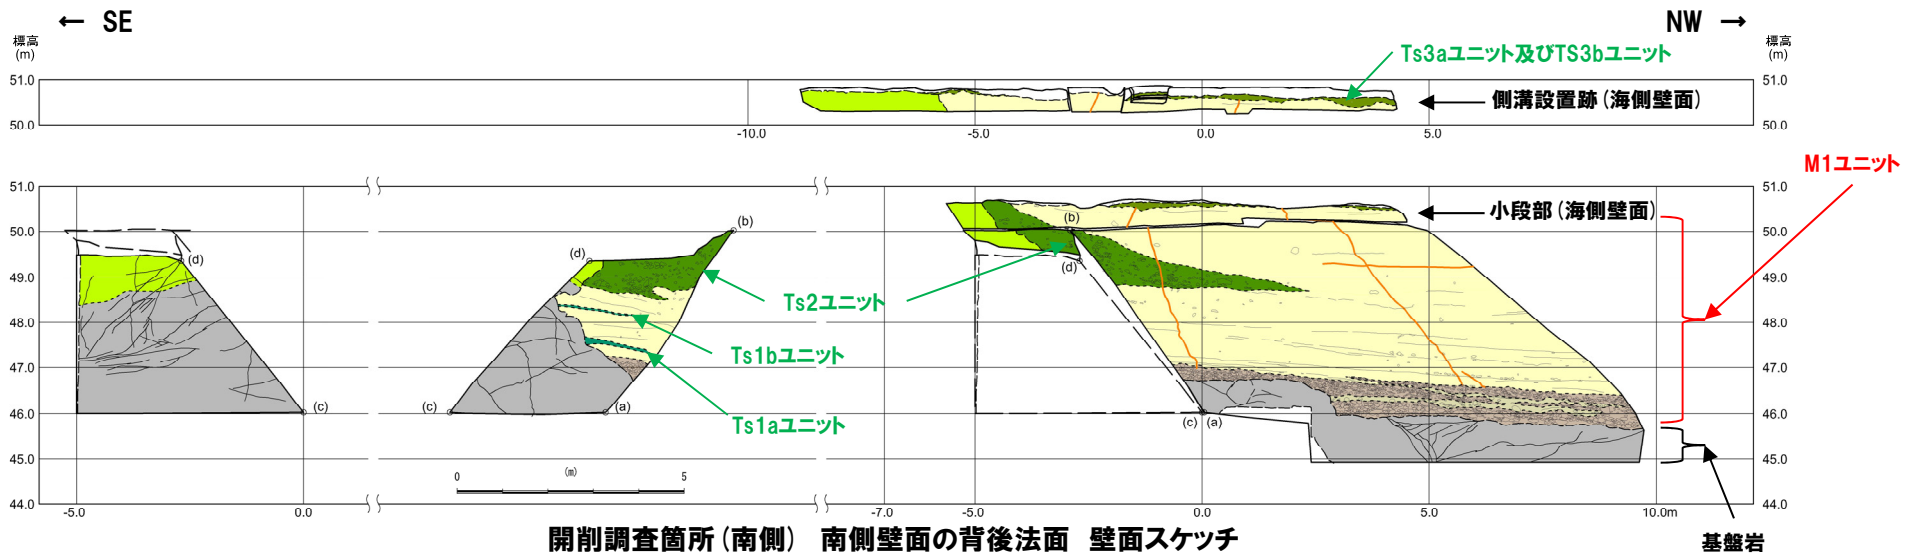 ← SE
NW →
標高
(m)
標高
(m)
Ts3aユニット及びTS3bユニット
51.0
51.0
側溝設置跡(海側壁面)
50.0
50.0
-10.0
-5.0
0.0
5.0
M1ユニット
51.0
51.0
小段部(海側壁面)
(b)
(b)
50.0
50.0
(d)
(d)
(d)
49.0
49.0
Ts2ユニット
48.0
48.0
Ts1bユニット
47.0
47.0
Ts1aユニット
46.0
46.0
(c)
(c)
(a)
(c)
(a)
45.0
45.0
0
(m)
5
44.0
44.0
-5.0
0.0
-7.0
-5.0
0.0
5.0
10.0m
開削調査箇所(南側) 南側壁面の背後法面 壁面スケッチ
基盤岩